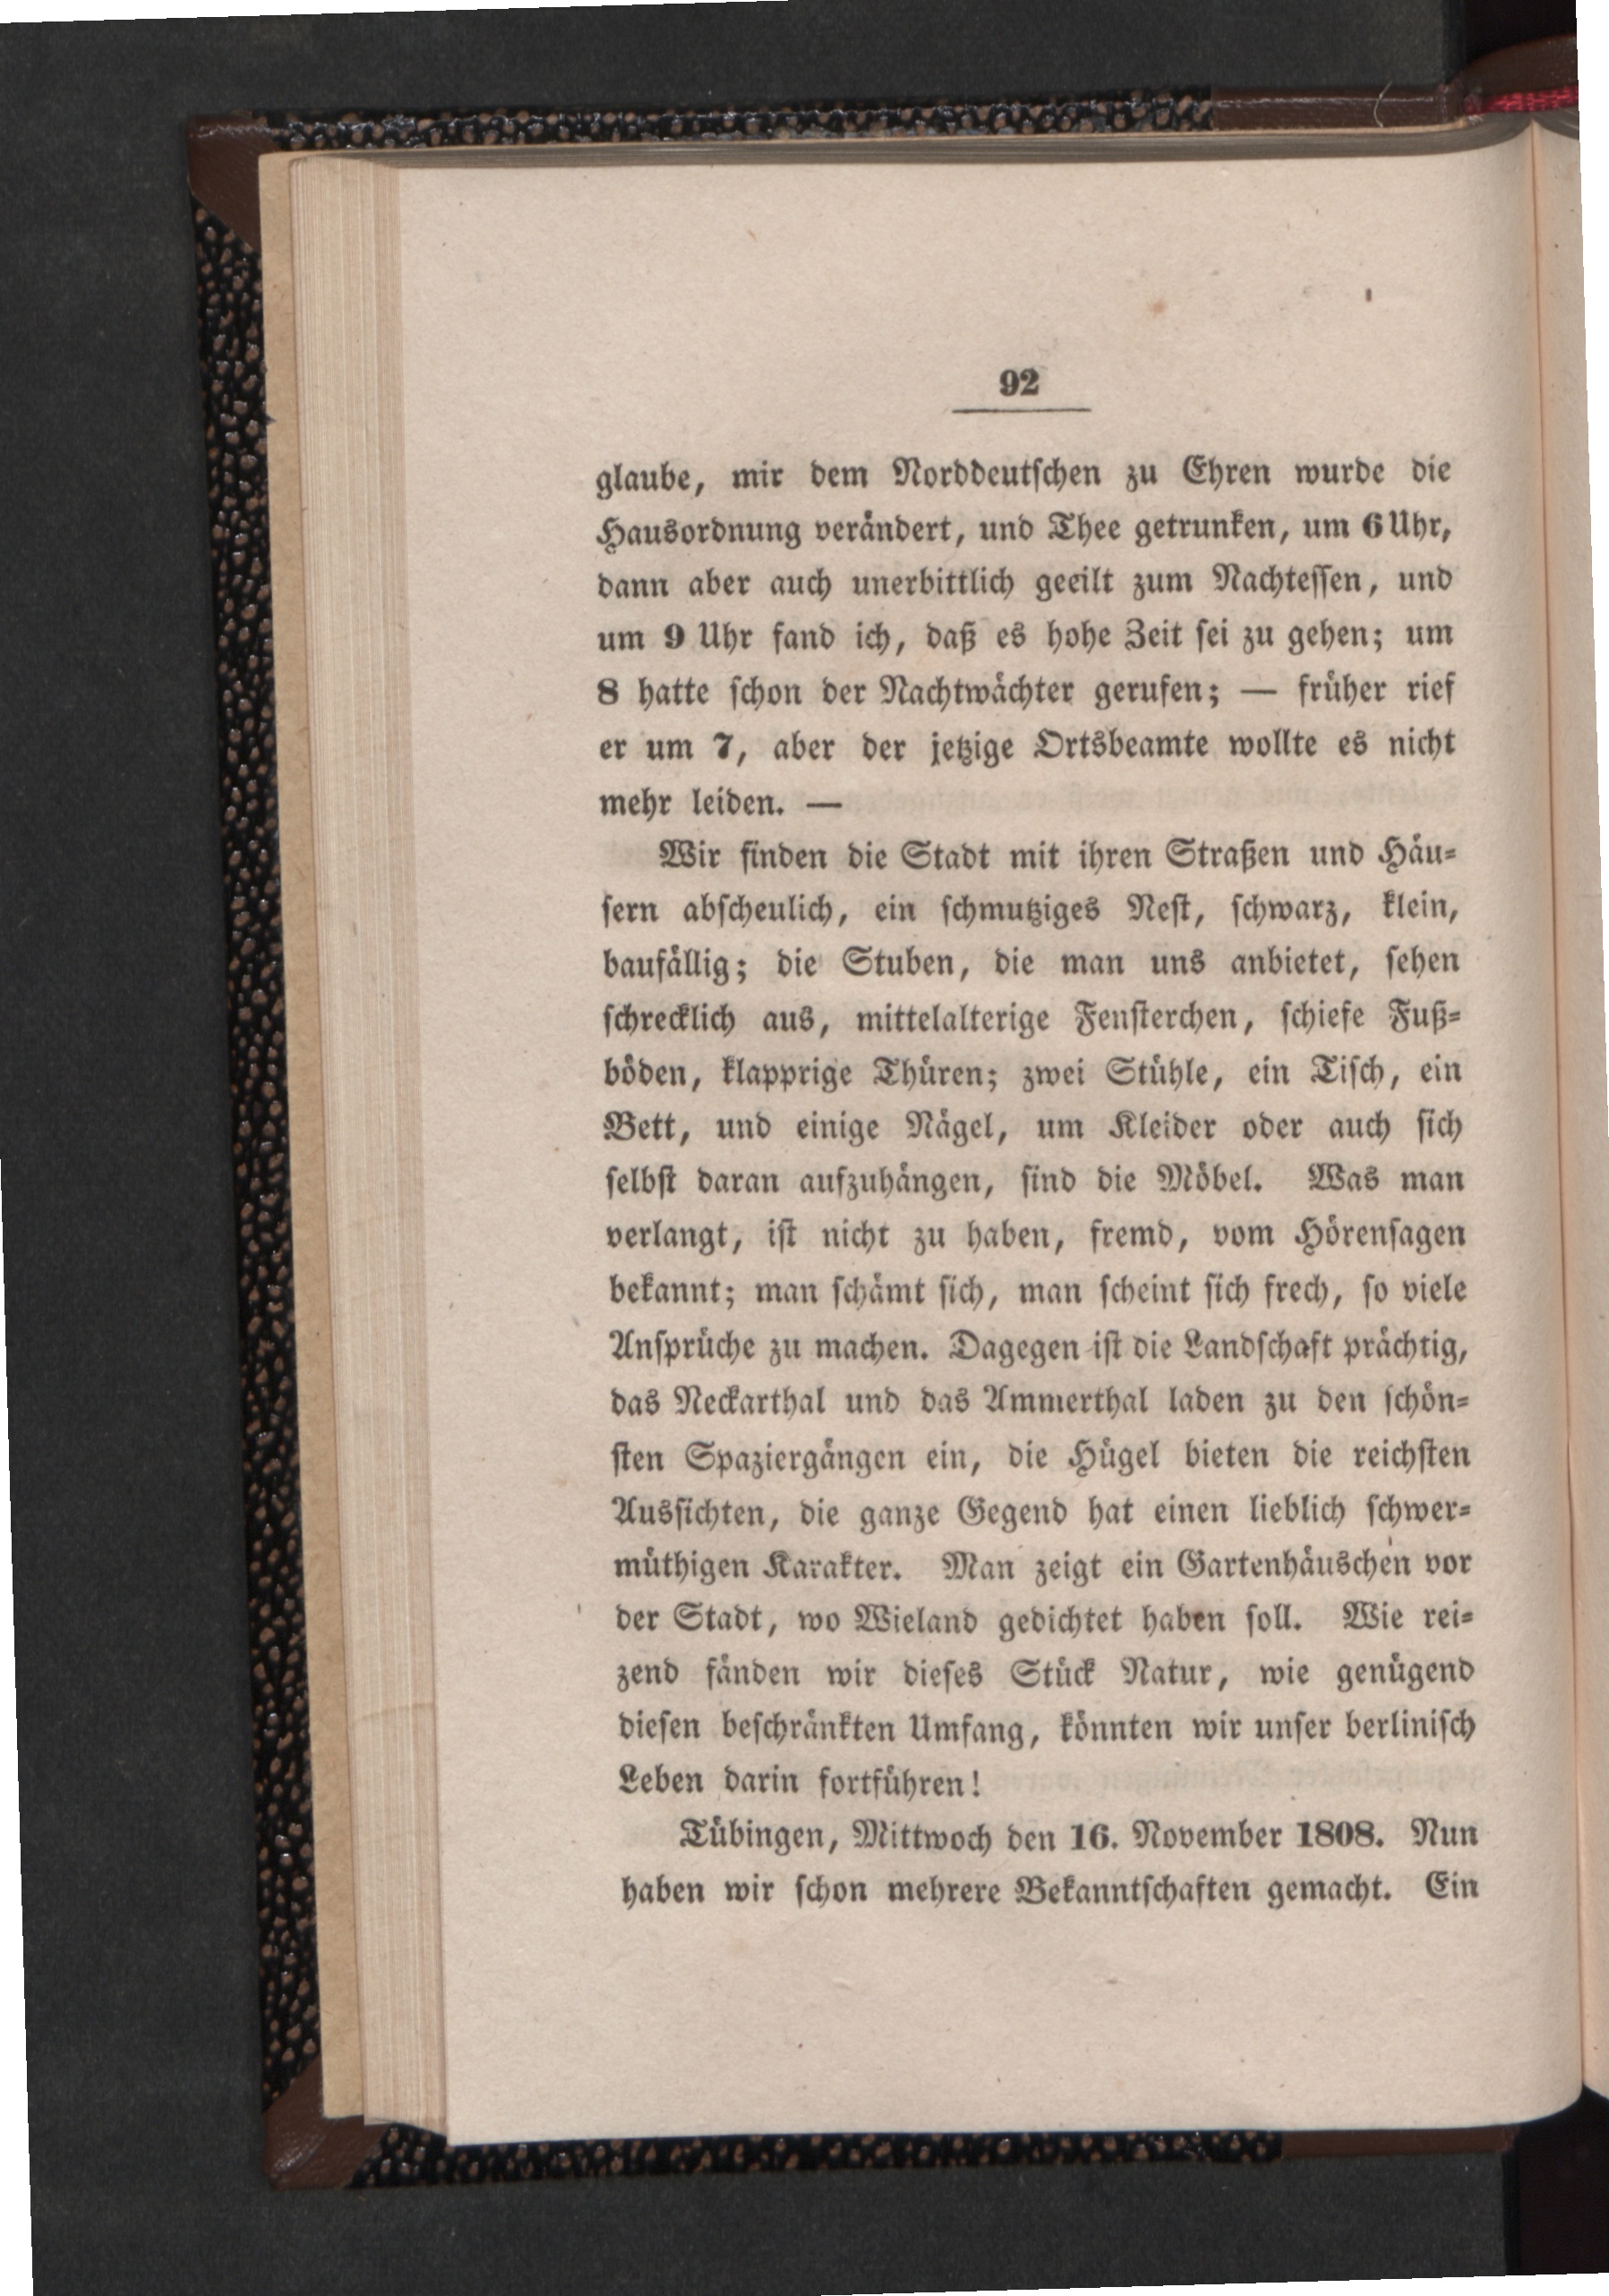 92
glaube, mir dem Norddeutschen zu Ehren wurde die
Hausordnung verändert, und Thee getrunken, um 6 Uhr,
dann aber auch unerbittlich geeilt zum Nachtessen, und
um 9 Uhr fand ich, daß es hohe Zeit sei zu gehen; um
8 hatte schon der Nachtwächter gerufen; — früher rief
er um 7, aber der jetzige Ortsbeamte wollte es nicht
mehr leiden. —
Wir finden die Stadt mit ihren Straßen und Häu-
sern abscheulich, ein schmutziges Nest, schwarz, klein,
baufällig; die Stuben, die man uns anbietet, sehen
schrecklich aus, mittelalterige Fensterchen, schiefe Fuß-
böden, klapprige Thüren; zwei Stühle, ein Tisch, ein
Bett, und einige Nägel, um Kleider oder auch sich
selbst daran aufzuhängen, sind die Möbel. Was man
verlangt, ist nicht zu haben, fremd, vom Hörensagen
bekannt; man schämt sich, man scheint sich frech, so viele
Ansprüche zu machen. Dagegen ist die Landschaft prächtig,
das Neckarthal und das Ammerthal laden zu den schön-
sten Spaziergängen ein, die Hügel bieten die reichsten
Aussichten, die ganze Gegend hat einen lieblich schwer-
müthigen Karakter. Man zeigt ein Gartenhäuschen vor
der Stadt, wo Wieland gedichtet haben soll. Wie rei-
zend fänden wir dieses Stück Natur, wie genügend
diesen beschränkten Umfang, könnten wir unser berlinisch
Leben darin fortführen!
Tübingen, Mittwoch den 16. November 1808. Nun
haben wir schon mehrere Bekanntschaften gemacht. Ein